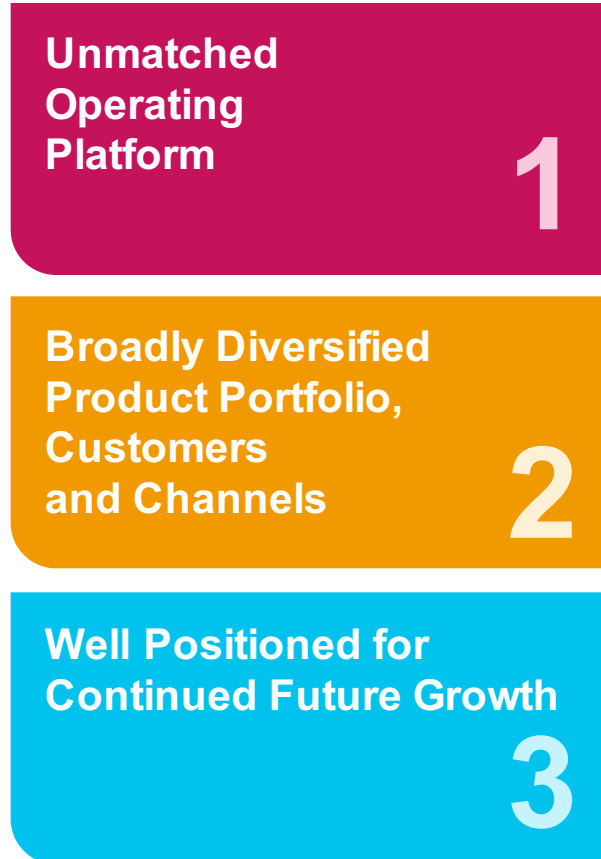 Unmatched
Operating
Platform
1
Broadly Diversified
Product Portfolio,
Customers
and Channels
2
Well Positioned for
Continued Future Growth
3